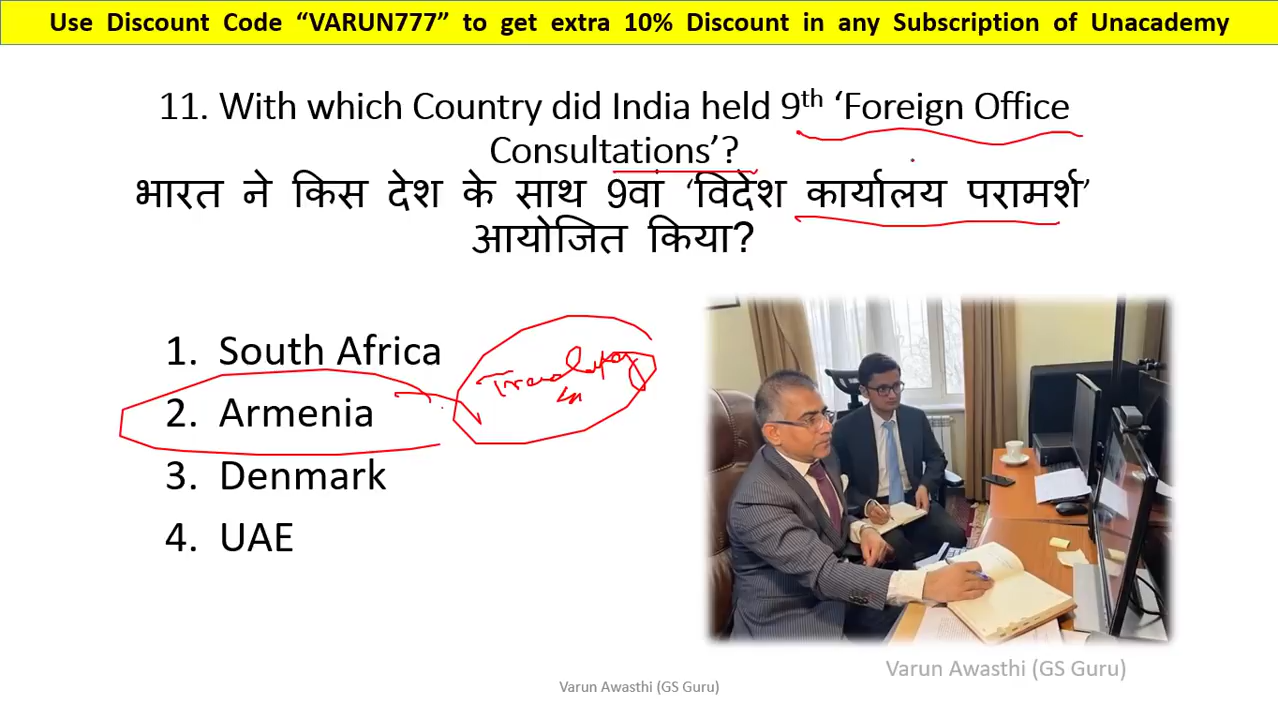 Use Discount Code “VARUN777” to get extra 10% Discount in any Subscription of Unacademy
11. With which Country did India held 9th ‘Foreign Office
Consultations’?
भारत ने किस देश के साथ 9वां ‘विदेश कार्यालय परामर्श’
आयोजित किया?
1. South Africa
2. Armenia
3. Denmark
4. UAE
Varun Awasthi (GS Guru)
Varun Awasthi (GS Guru)